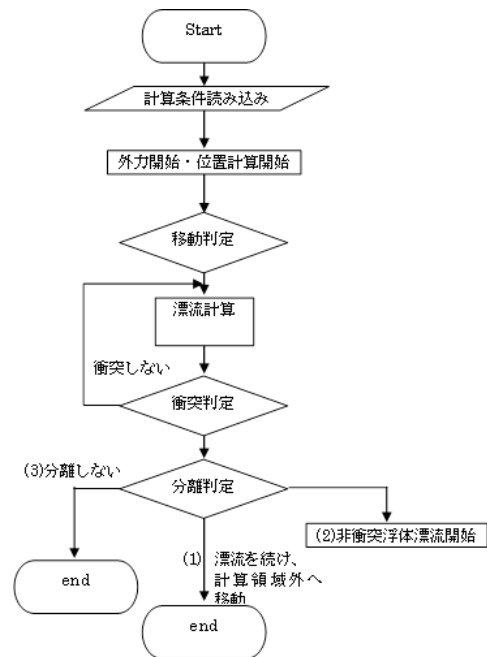 Start
計算条件読み込み
外力開始・位置計算開始
移動判定
漂流計算
衝突しない
衝突判定
(3)分離しない
分離判定
(2)非衝突浮体漂流開始
(1) 漂流を続け、
計算領域外へ
移動
end
end